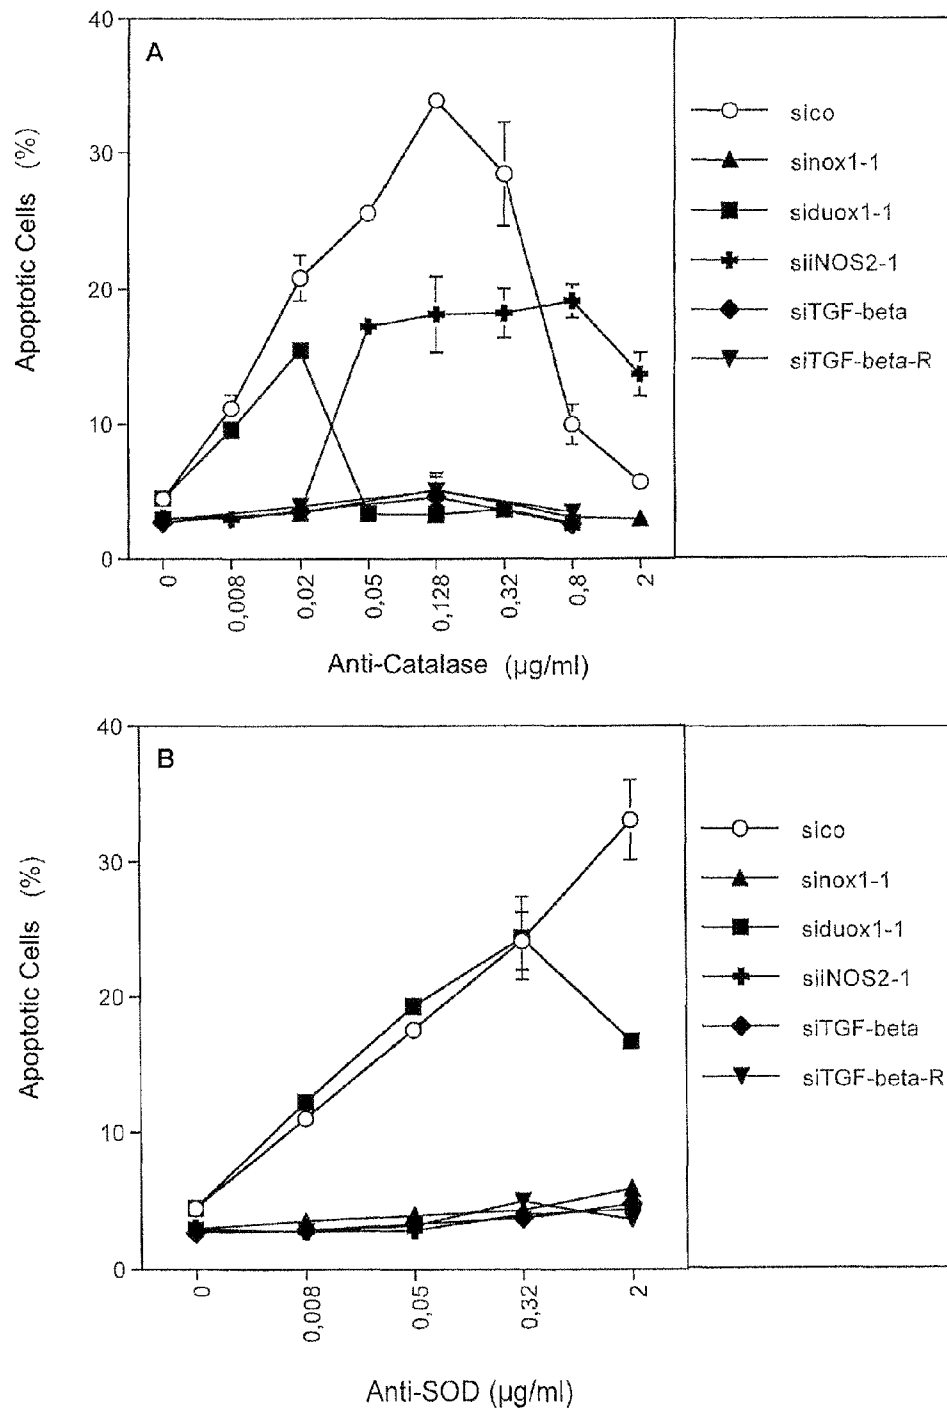 A
40
30
20
10
0
Apoptotic Cells (%)
0
0,008
0,02
0,05
0,128
0,32
0,8
2
Anti-Catalase (µg/ml)
sico
sinox1-1
siduox1-1
siiNOS2-1
siTGF-beta
siTGF-beta-R
B
40
30
20
10
0
Apoptotic Cells (%)
0
0,008
0,05
0,32
2
Anti-SOD (µg/ml)
sico
sinox1-1
siduox1-1
siiNOS2-1
siTGF-beta
siTGF-beta-R